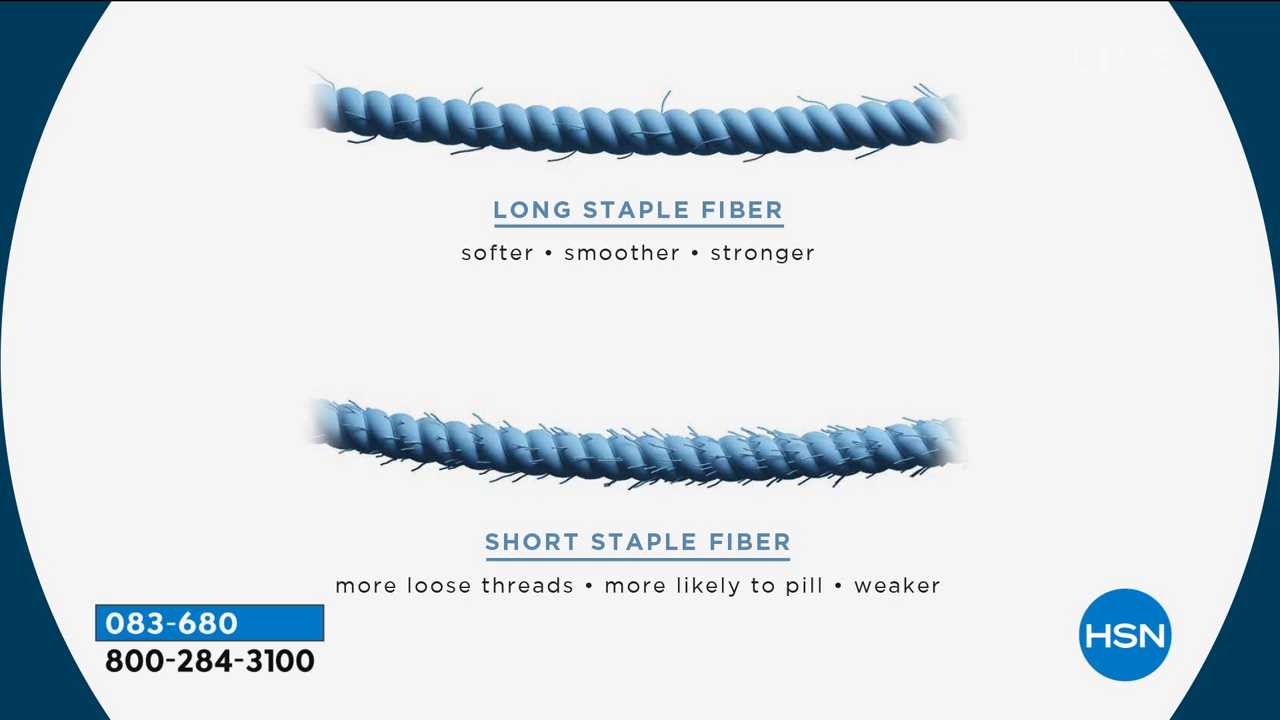 LIVE
LONG STAPLE FIBER
softer • smoother • stronger
SHORT STAPLE FIBER
more loose threads • more likely to pill • weaker
083-680
800-284-3100
HSN